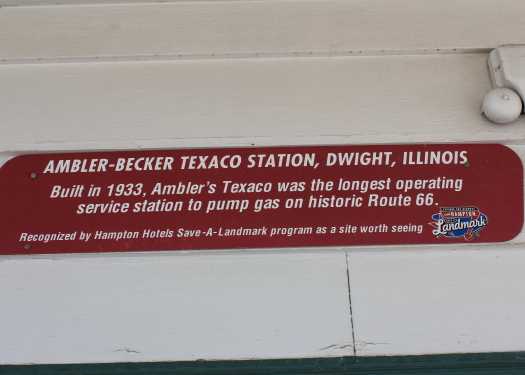 AMBLER-BECKER TEXACO STATION, DWIGHT, ILLINOIS
Built in 1933, Ambler's Texaco was the longest operating
service station to pump gas on historic Route 66.
Recognized by Hampton Hotels Save-A-Landmark program as a site worth seeing
HAMPTON
Landmark